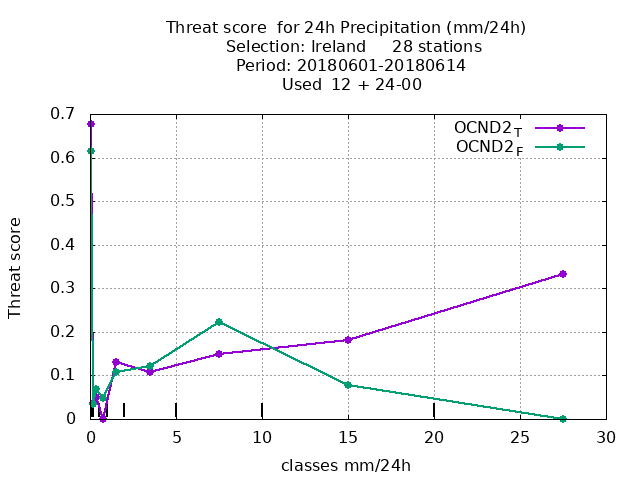 Threat score  for 24h Precipitation (mm/24h)
Selection: Ireland     28 stations
Period: 20180601-20180614
Used  12 + 24-00
OCND2T
OCND2F
Threat score
0.7
0.6
0.5
0.4
0.3
0.2
0.1
0
0 5 10 15 20 25 30
classes mm/24h